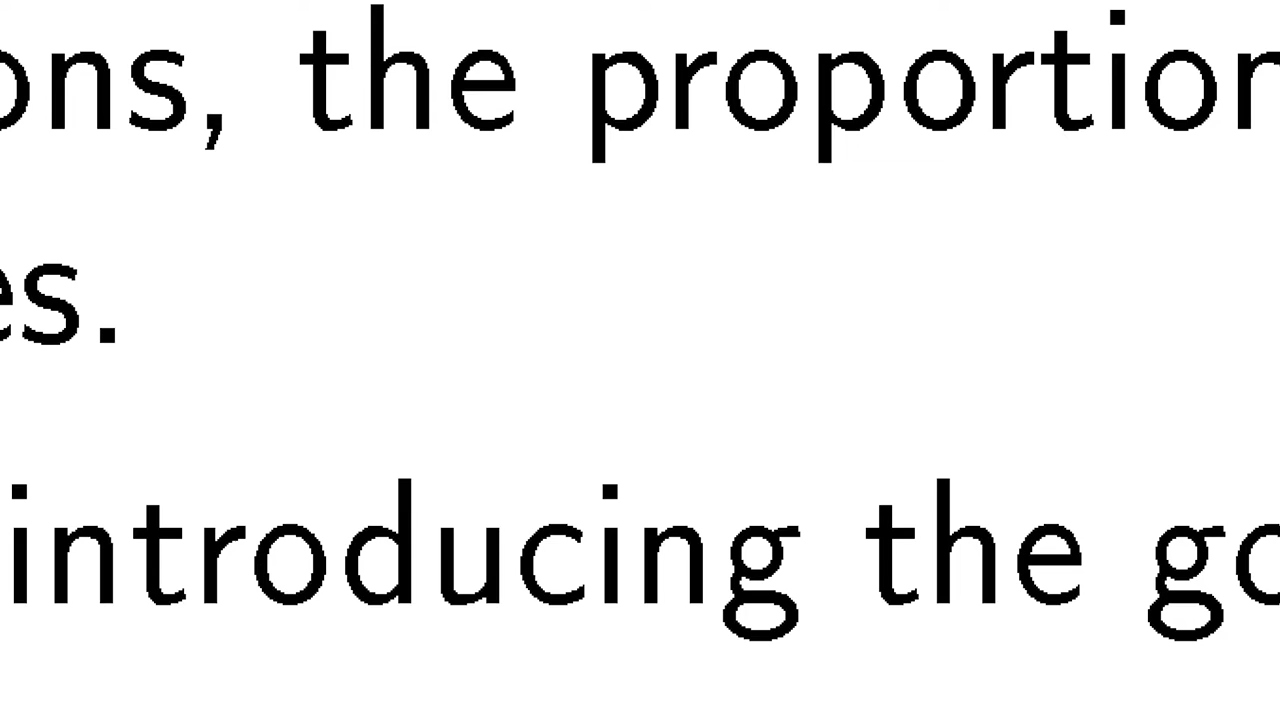 ons, the proportion
es.
introducing the go